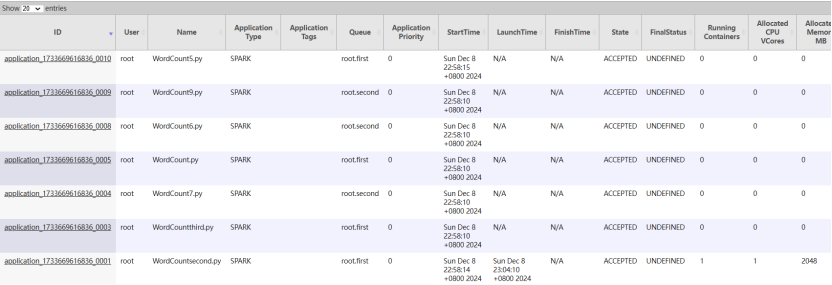 Show 20 entries
ID User Name Application Type Application Tags Queue Application Priority StartTime LaunchTime FinishTime State FinalStatus Running Containers Allocated CPU VCores Allocate Memor MB
application_1733669616836_0010 root WordCount5.py SPARK root.first 0 Sun Dec 8 22:58:15 +0800 2024 N/A N/A ACCEPTED UNDEFINED 0 0 0
application_1733669616836_0009 root WordCount9.py SPARK root.second 0 Sun Dec 8 22:58:10 +0800 2024 N/A N/A ACCEPTED UNDEFINED 0 0 0
application_1733669616836_0008 root WordCount6.py SPARK root.second 0 Sun Dec 8 22:58:10 +0800 2024 N/A N/A ACCEPTED UNDEFINED 0 0 0
application_1733669616836_0005 root WordCount.py SPARK root.first 0 Sun Dec 8 22:58:10 +0800 2024 N/A N/A ACCEPTED UNDEFINED 0 0 0
application_1733669616836_0004 root WordCount7.py SPARK root.second 0 Sun Dec 8 22:58:10 +0800 2024 N/A N/A ACCEPTED UNDEFINED 0 0 0
application_1733669616836_0003 root WordCountthird.py SPARK root.first 0 Sun Dec 8 22:58:10 +0800 2024 N/A N/A ACCEPTED UNDEFINED 0 0 0
application_1733669616836_0001 root WordCountsecond.py SPARK root.first 0 Sun Dec 8 22:58:14 +0800 2024 Sun Dec 8 23:04:10 +0800 2024 N/A ACCEPTED UNDEFINED 1 1 2048